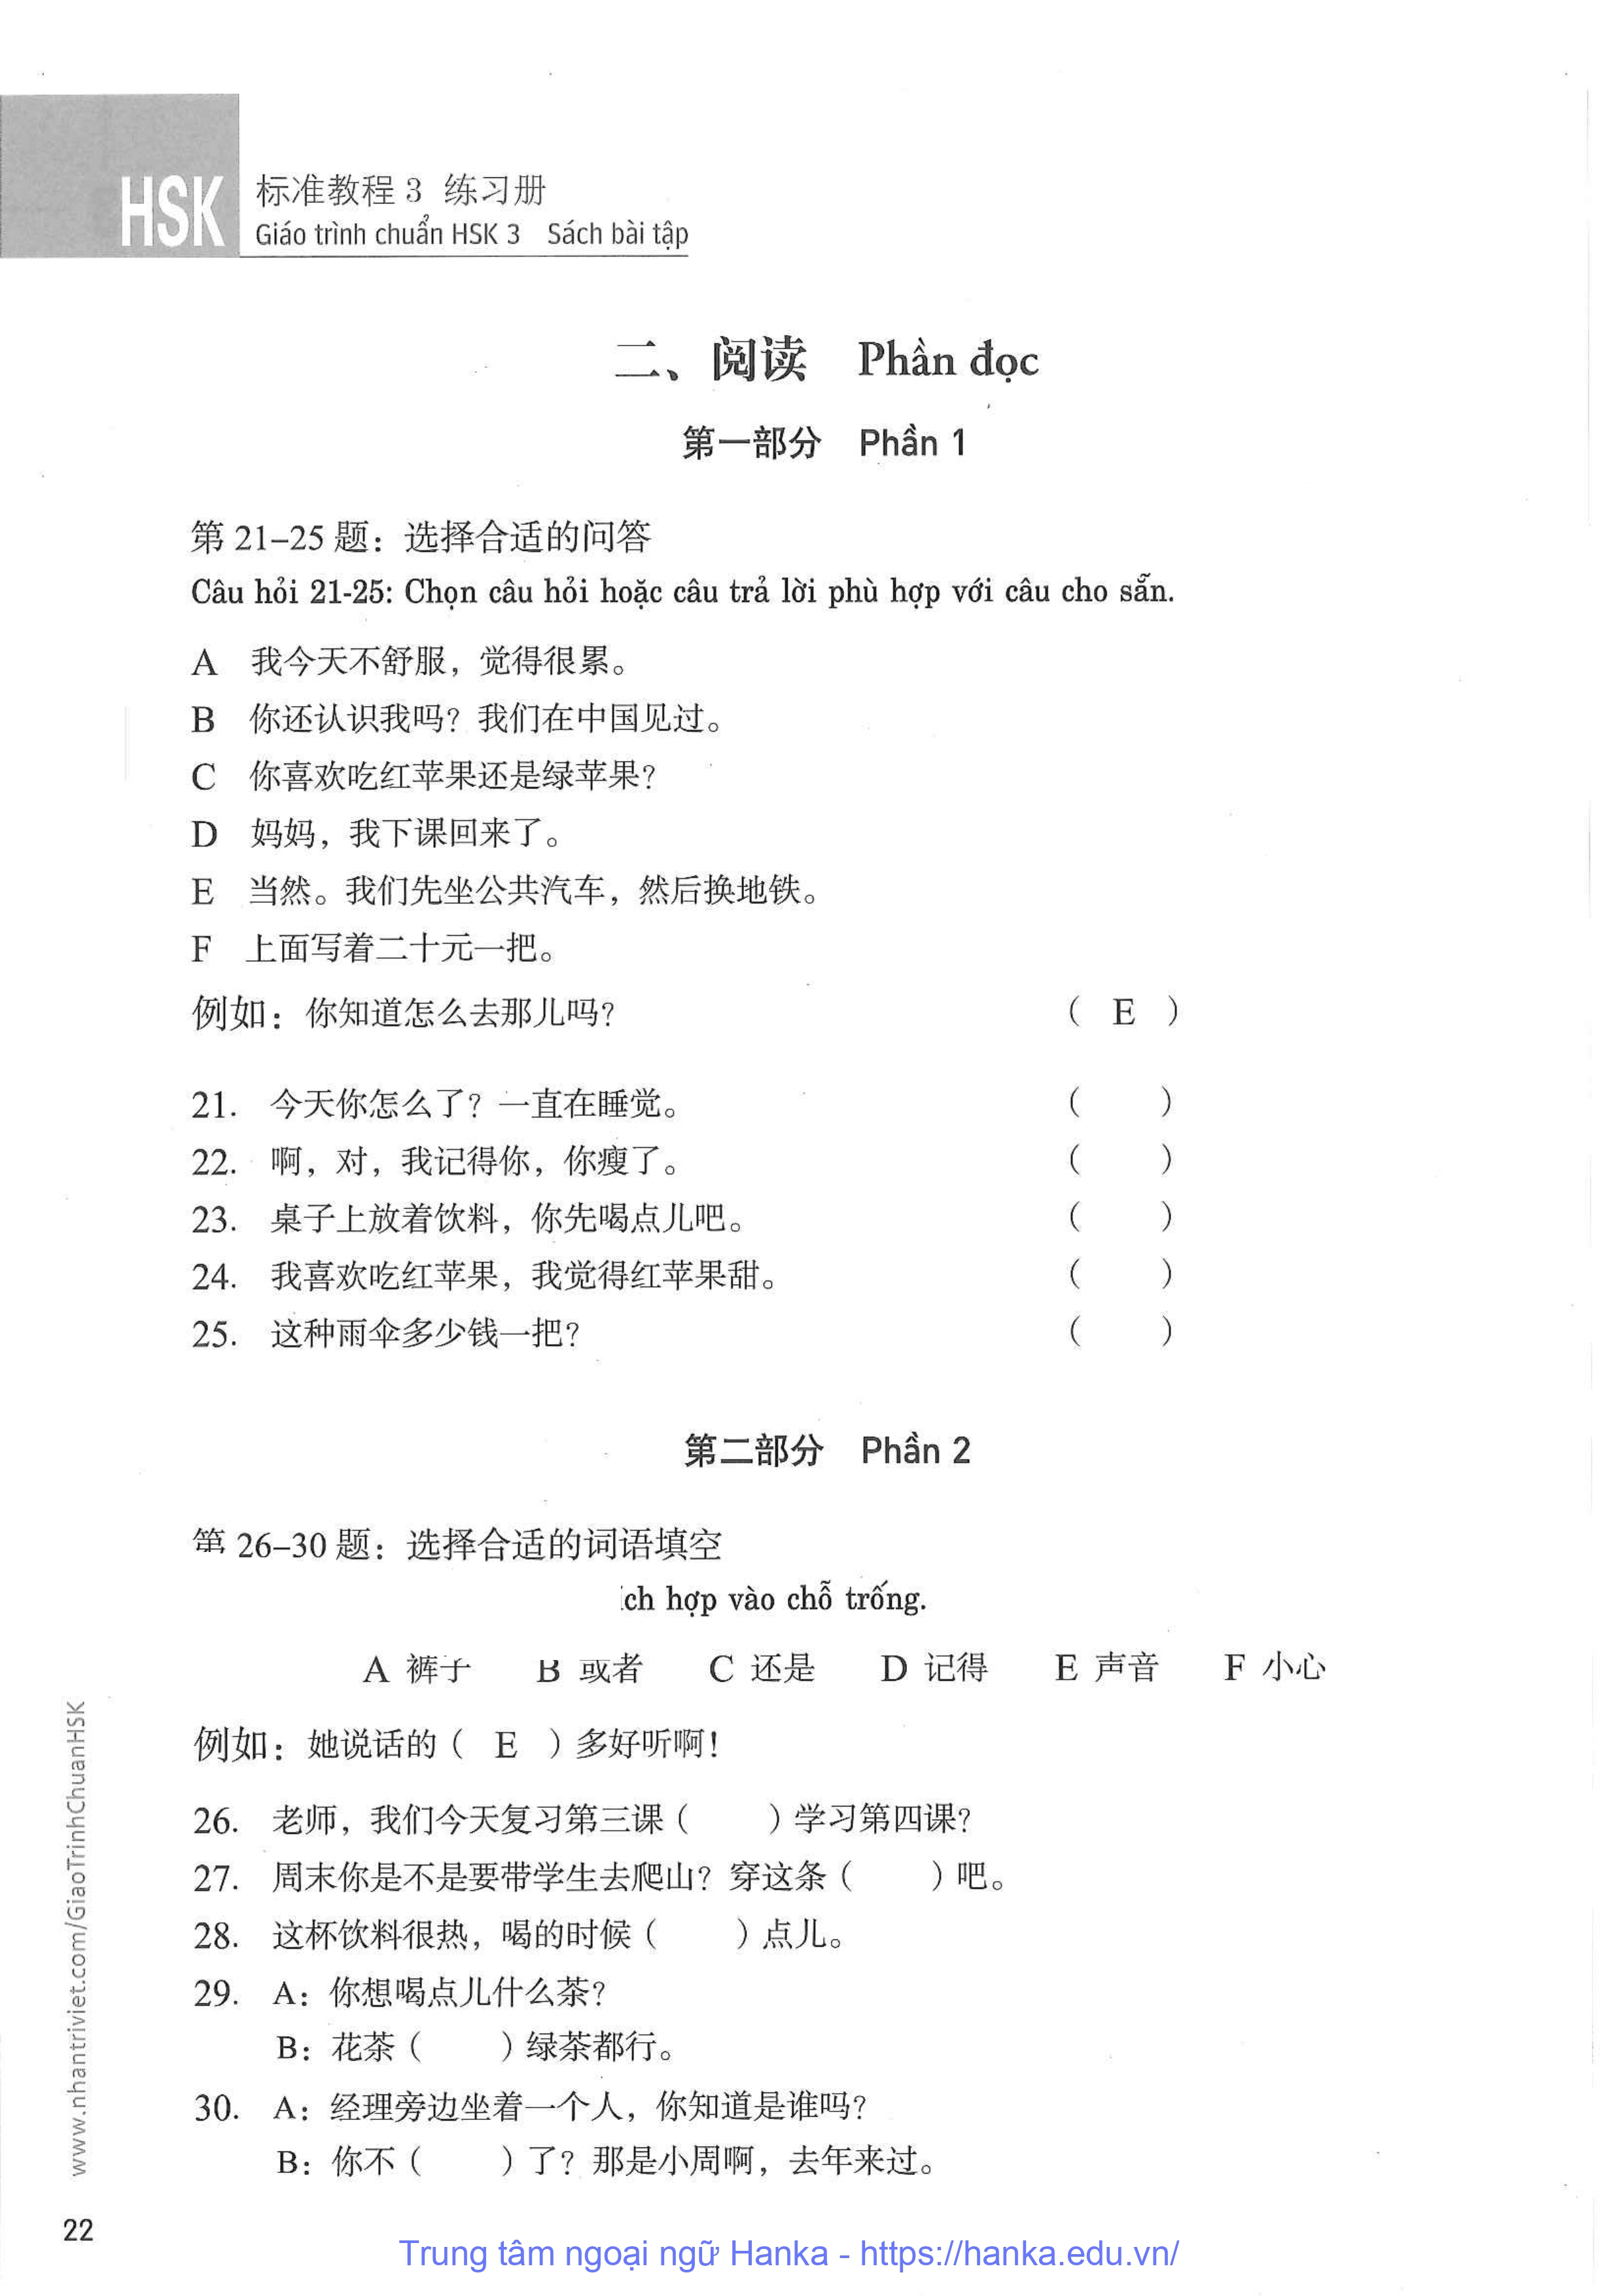 HSK
标准教程 3 练习册
Giáo trình chuẩn HSK 3 Sách bài tập
二、阅读 Phần đọc
第一部分 Phần 1
第 21–25 题：选择合适的问答
Câu hỏi 21-25: Chọn câu hỏi hoặc câu trả lời phù hợp với câu cho sẵn.
A 我今天不舒服，觉得很累。
B 你还认识我吗？我们在中国见过。
C 你喜欢吃红苹果还是绿苹果？
D 妈妈，我下课回来了。
E 当然。我们先坐公共汽车，然后换地铁。
F 上面写着二十元一把。
例如：你知道怎么去那儿吗？ （ E ）
21. 今天你怎么了？一直在睡觉。 （ ）
22. 啊，对，我记得你，你瘦了。 （ ）
23. 桌子上放着饮料，你先喝点儿吧。 （ ）
24. 我喜欢吃红苹果，我觉得红苹果甜。 （ ）
25. 这种雨伞多少钱一把？ （ ）
第二部分 Phần 2
第 26–30 题：选择合适的词语填空
ch hợp vào chỗ trống.
A 裤子 B 或者 C 还是 D 记得 E 声音 F 小心
例如：她说话的（ E ）多好听啊！
26. 老师，我们今天复习第三课（ ）学习第四课？
27. 周末你是不是要带学生去爬山？穿这条（ ）吧。
28. 这杯饮料很热，喝的时候（ ）点儿。
29. A：你想喝点儿什么茶？
B：花茶（ ）绿茶都行。
30. A：经理旁边坐着一个人，你知道是谁吗？
B：你不（ ）了？那是小周啊，去年来过。
www.nhantriviet.com/GiaoTrinhChuanHSK
22
Trung tâm ngoại ngữ Hanka - https://hanka.edu.vn/